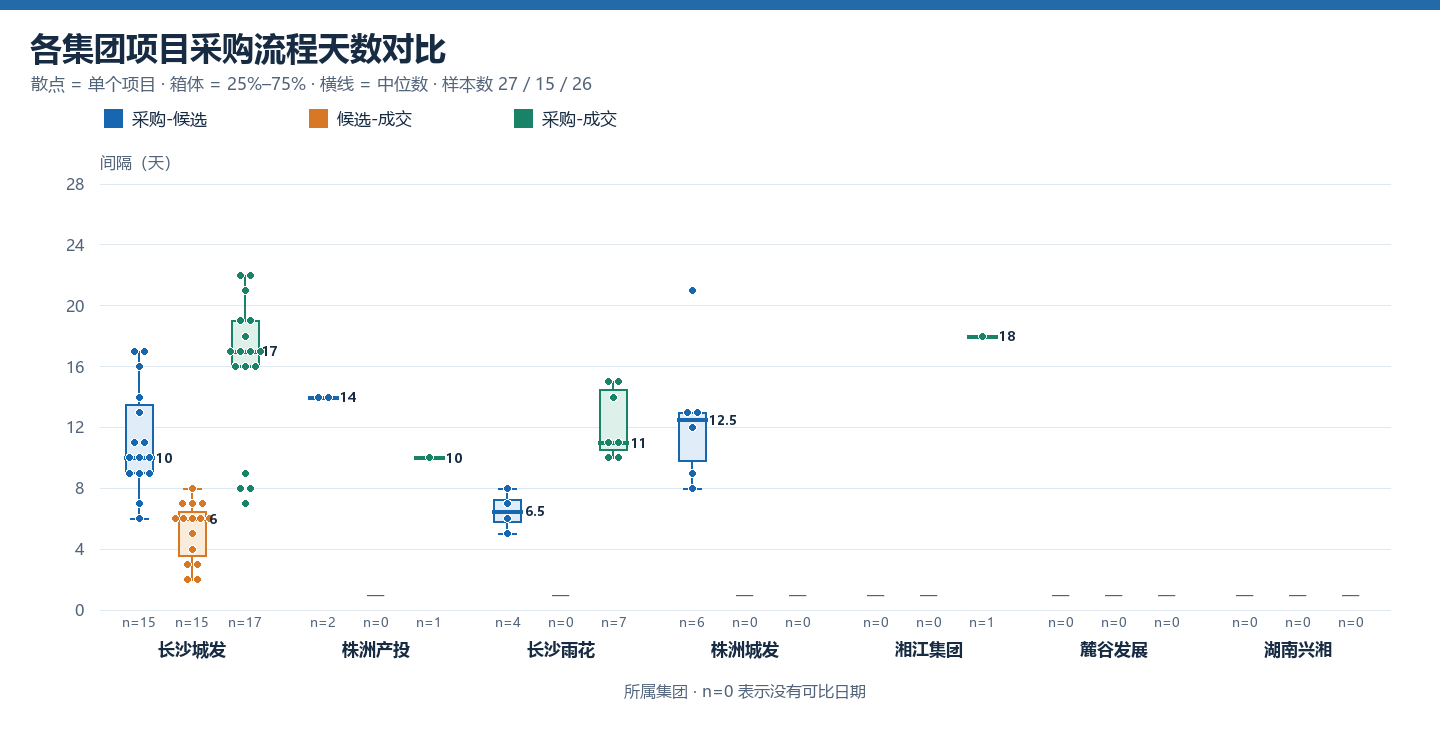 各集团项目采购流程天数对比
散点 = 单个项目 · 箱体 = 25%–75% · 横线 = 中位数 · 样本数 27 / 15 / 26
采购-候选 候选-成交 采购-成交
间隔（天）
28
24
20
16
12
8
4
0
10
6
17
14
10
6.5
11
12.5
18
n=15 n=15 n=17 n=2 n=0 n=1 n=4 n=0 n=7 n=6 n=0 n=0 n=0 n=0 n=1 n=0 n=0 n=0 n=0 n=0 n=0
长沙城发 株洲产投 长沙雨花 株洲城发 湘江集团 麓谷发展 湖南兴湘
所属集团 · n=0 表示没有可比日期